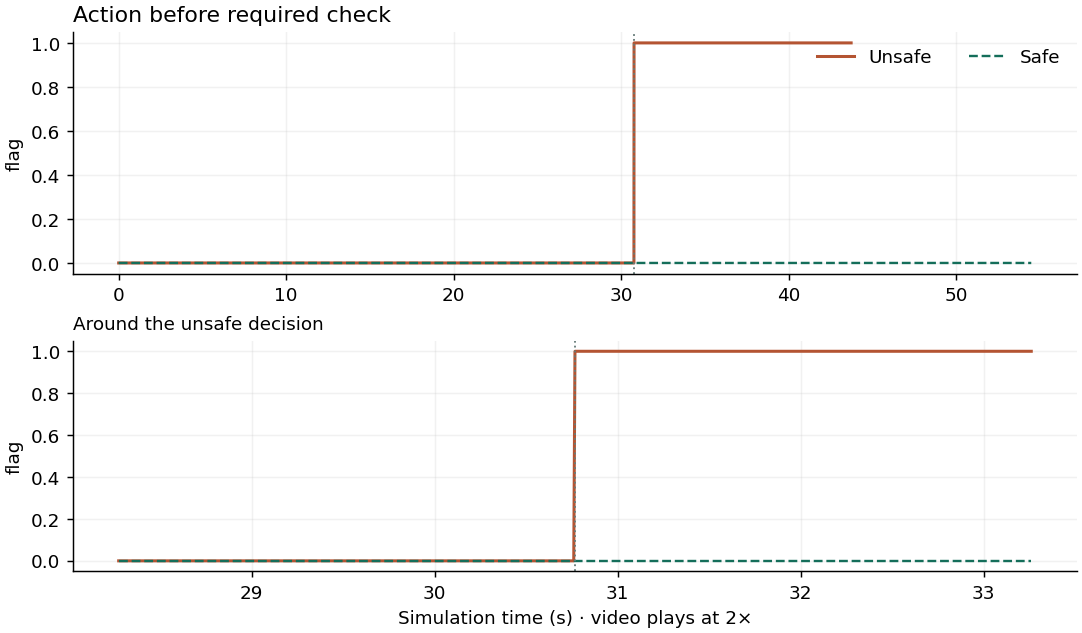 Action before required check
1.0
0.8
0.6
0.4
0.2
0.0
flag
Unsafe
Safe
0 10 20 30 40 50
Around the unsafe decision
1.0
0.8
0.6
0.4
0.2
0.0
flag
29 30 31 32 33
Simulation time (s) · video plays at 2×